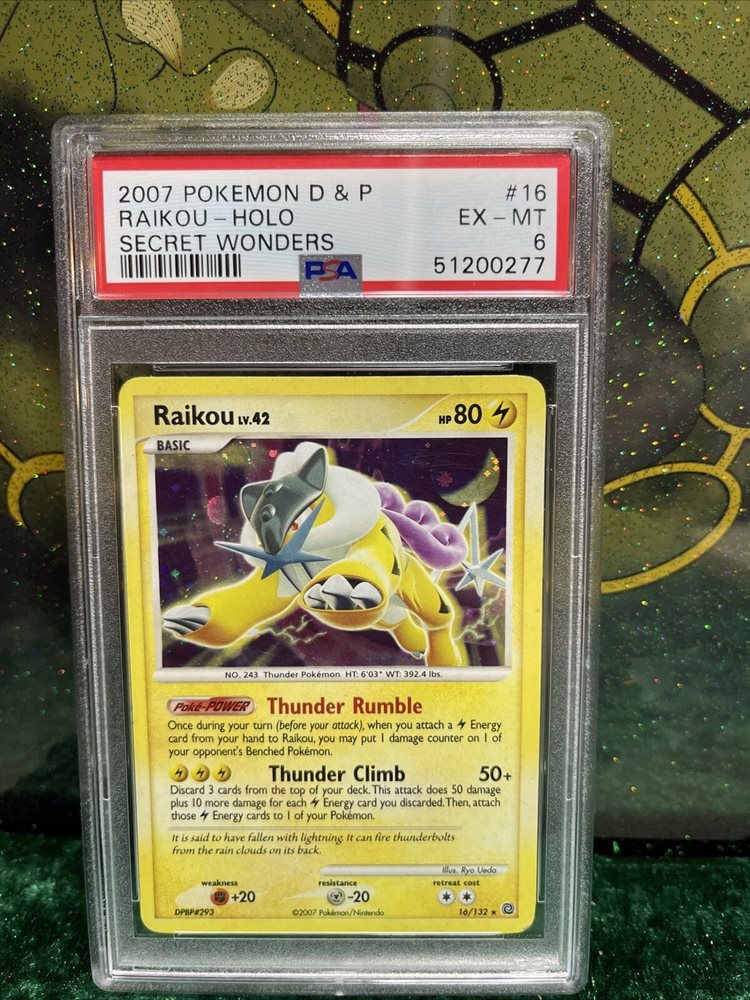 2007 POKEMON D & P #16
RAIKOU - HOLO EX - MT
SECRET WONDERS 6
PSA 51200277
Raikou LV.42 HP 80
BASIC
NO. 243 Thunder Pokémon HT: 6'03" WT: 392.4 lbs.
Poké-POWER Thunder Rumble
Once during your turn (before your attack), when you attach a Energy
card from your hand to Raikou, you may put 1 damage counter on 1 of
your opponent's Benched Pokémon.
Thunder Climb 50+
Discard 3 cards from the top of your deck. This attack does 50 damage
plus 10 more damage for each Energy card you discarded. Then, attach
those Energy cards to 1 of your Pokémon.
It is said to have fallen with lightning. It can fire thunderbolts
from the rain clouds on its back.
Illus. Ryo Ueda
weakness resistance retreat cost
+20 -20
DPBP#293 ©2007 Pokémon/Nintendo 16/132 ★